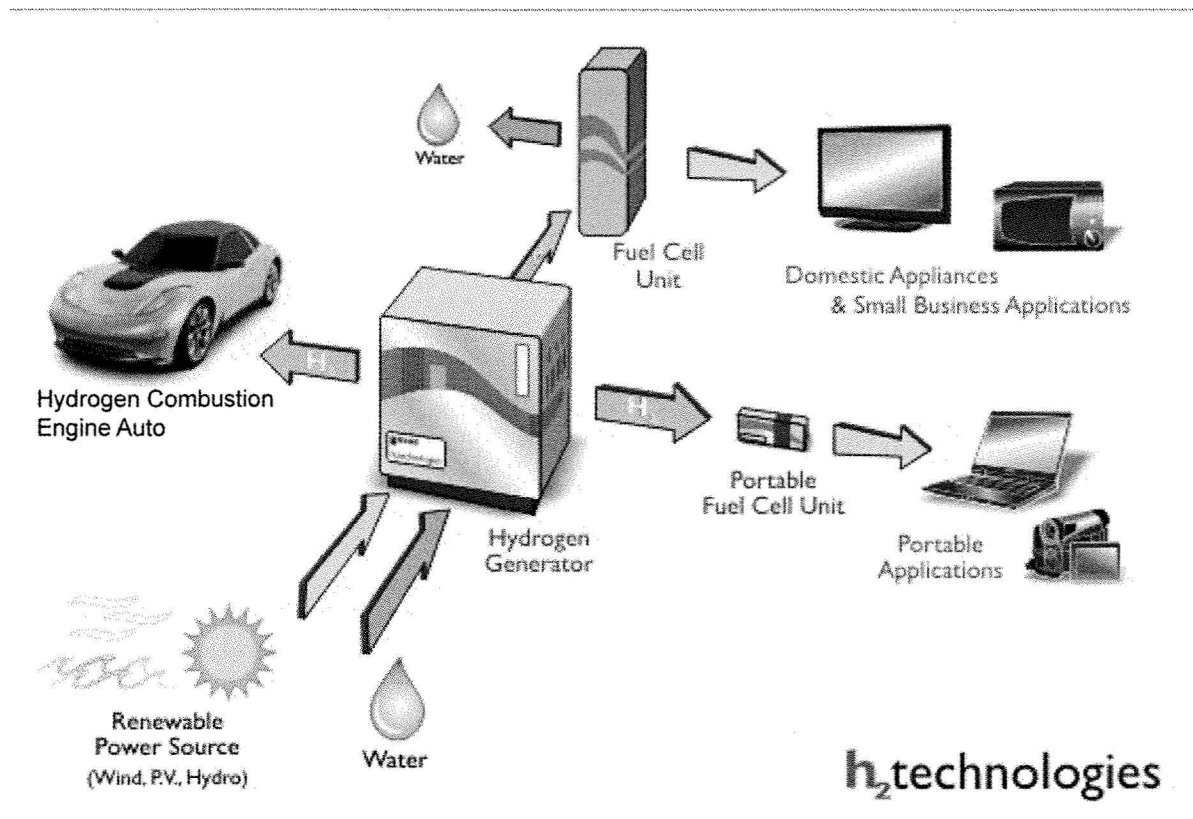 Water
Fuel Cell
Unit
Domestic Appliances
& Small Business Applications
H
Hydrogen Combustion
Engine Auto
H
Portable
Fuel Cell Unit
Hydrogen
Generator
Portable
Applications
Renewable
Power Source
(Wind, P.V., Hydro)
Water
h₂technologies